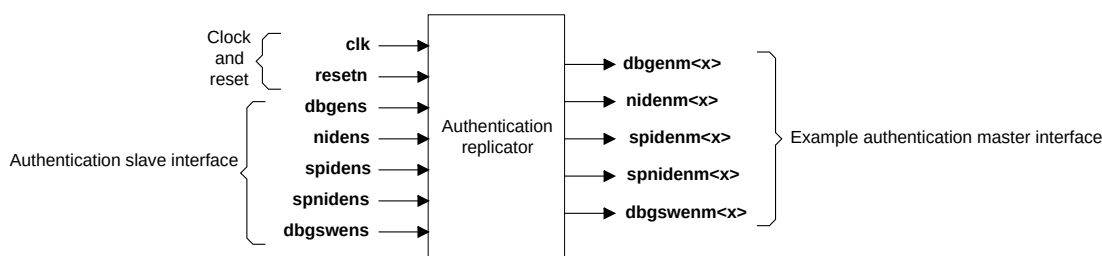 Clock
and
reset
clk
resetn
dbgens
nidens
spidens
spnidens
dbgswens
Authentication slave interface
Authentication
replicator
dbgenm<x>
nidenm<x>
spidenm<x>
spnidenm<x>
dbgswenm<x>
Example authentication master interface